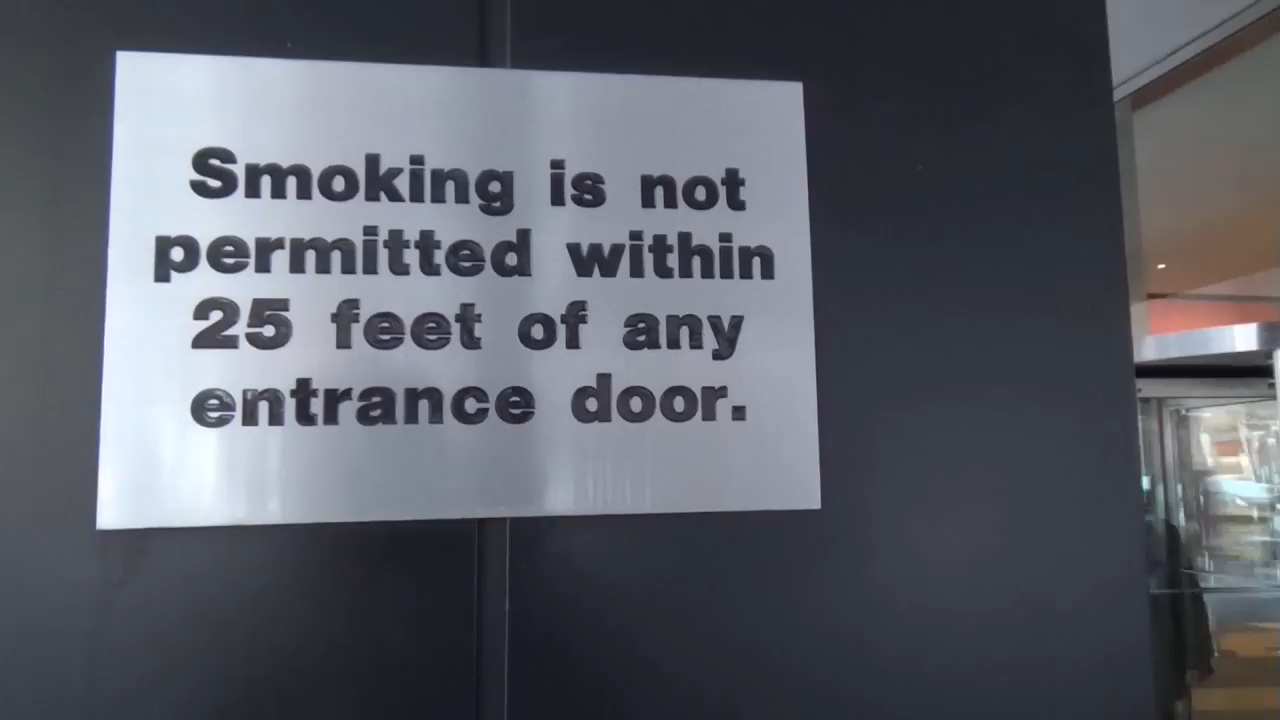 Smoking is not
permitted within
25 feet of any
entrance door.